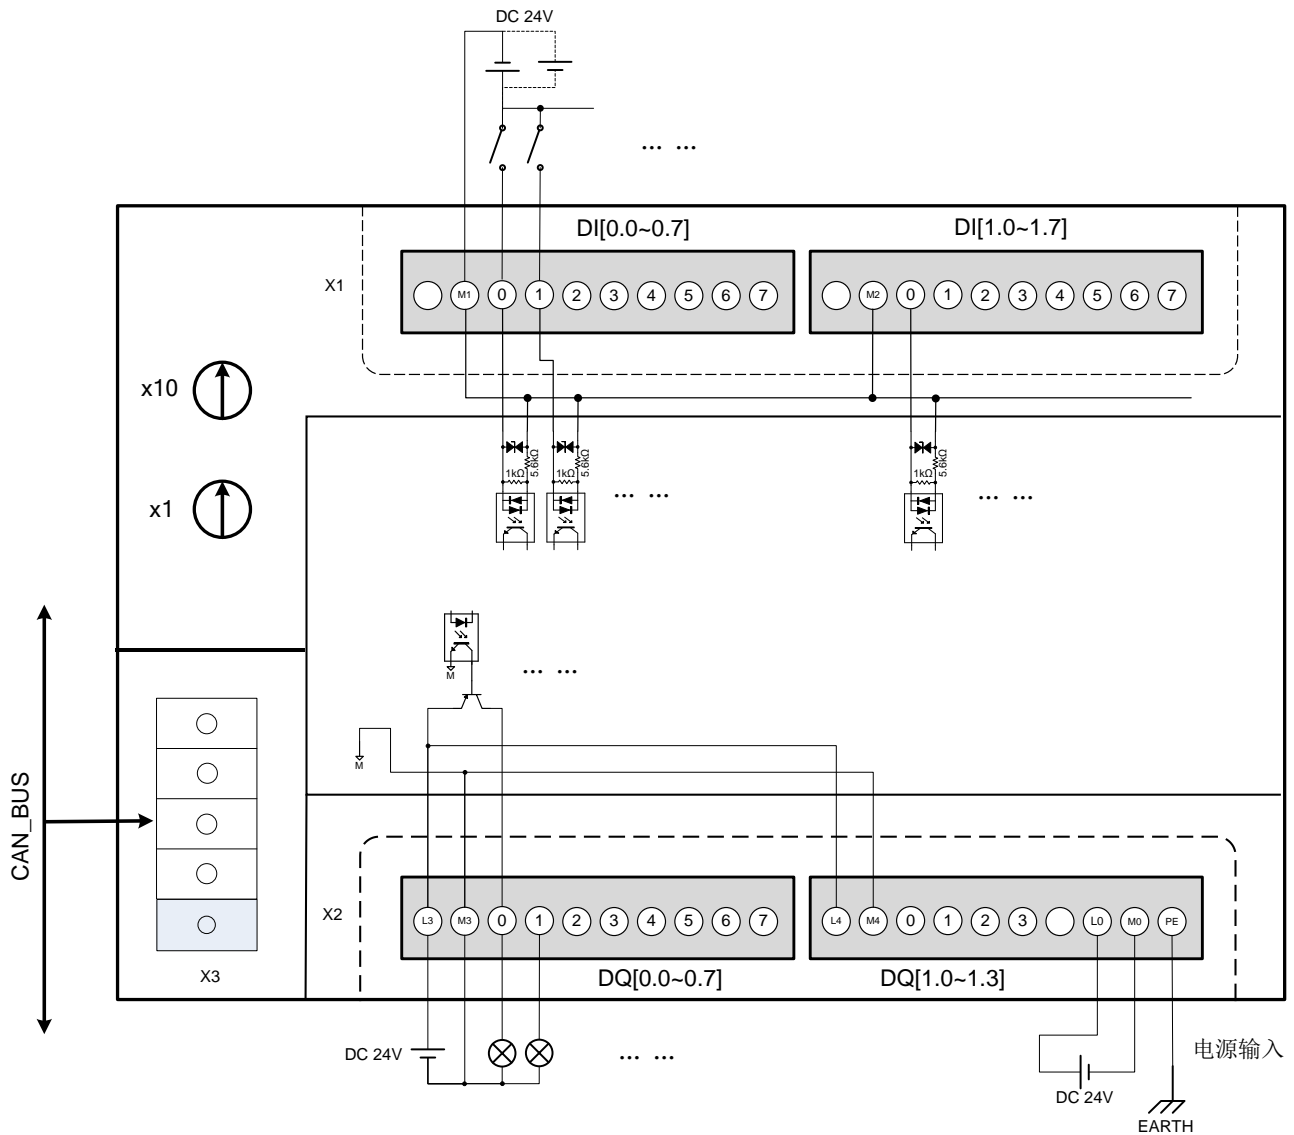 DC 24V
... ...
DI[0.0~0.7] DI[1.0~1.7]
X1
M1 0 1 2 3 4 5 6 7
M2 0 1 2 3 4 5 6 7
x10
x1
1kΩ 5.6kΩ 1kΩ 5.6kΩ 1kΩ 5.6kΩ
... ... ... ...
M
... ...
M
CAN_BUS
X3
X2
L3 M3 0 1 2 3 4 5 6 7
L4 M4 0 1 2 3 L0 M0 PE
DQ[0.0~0.7] DQ[1.0~1.3]
DC 24V
... ...
电源输入
DC 24V
EARTH